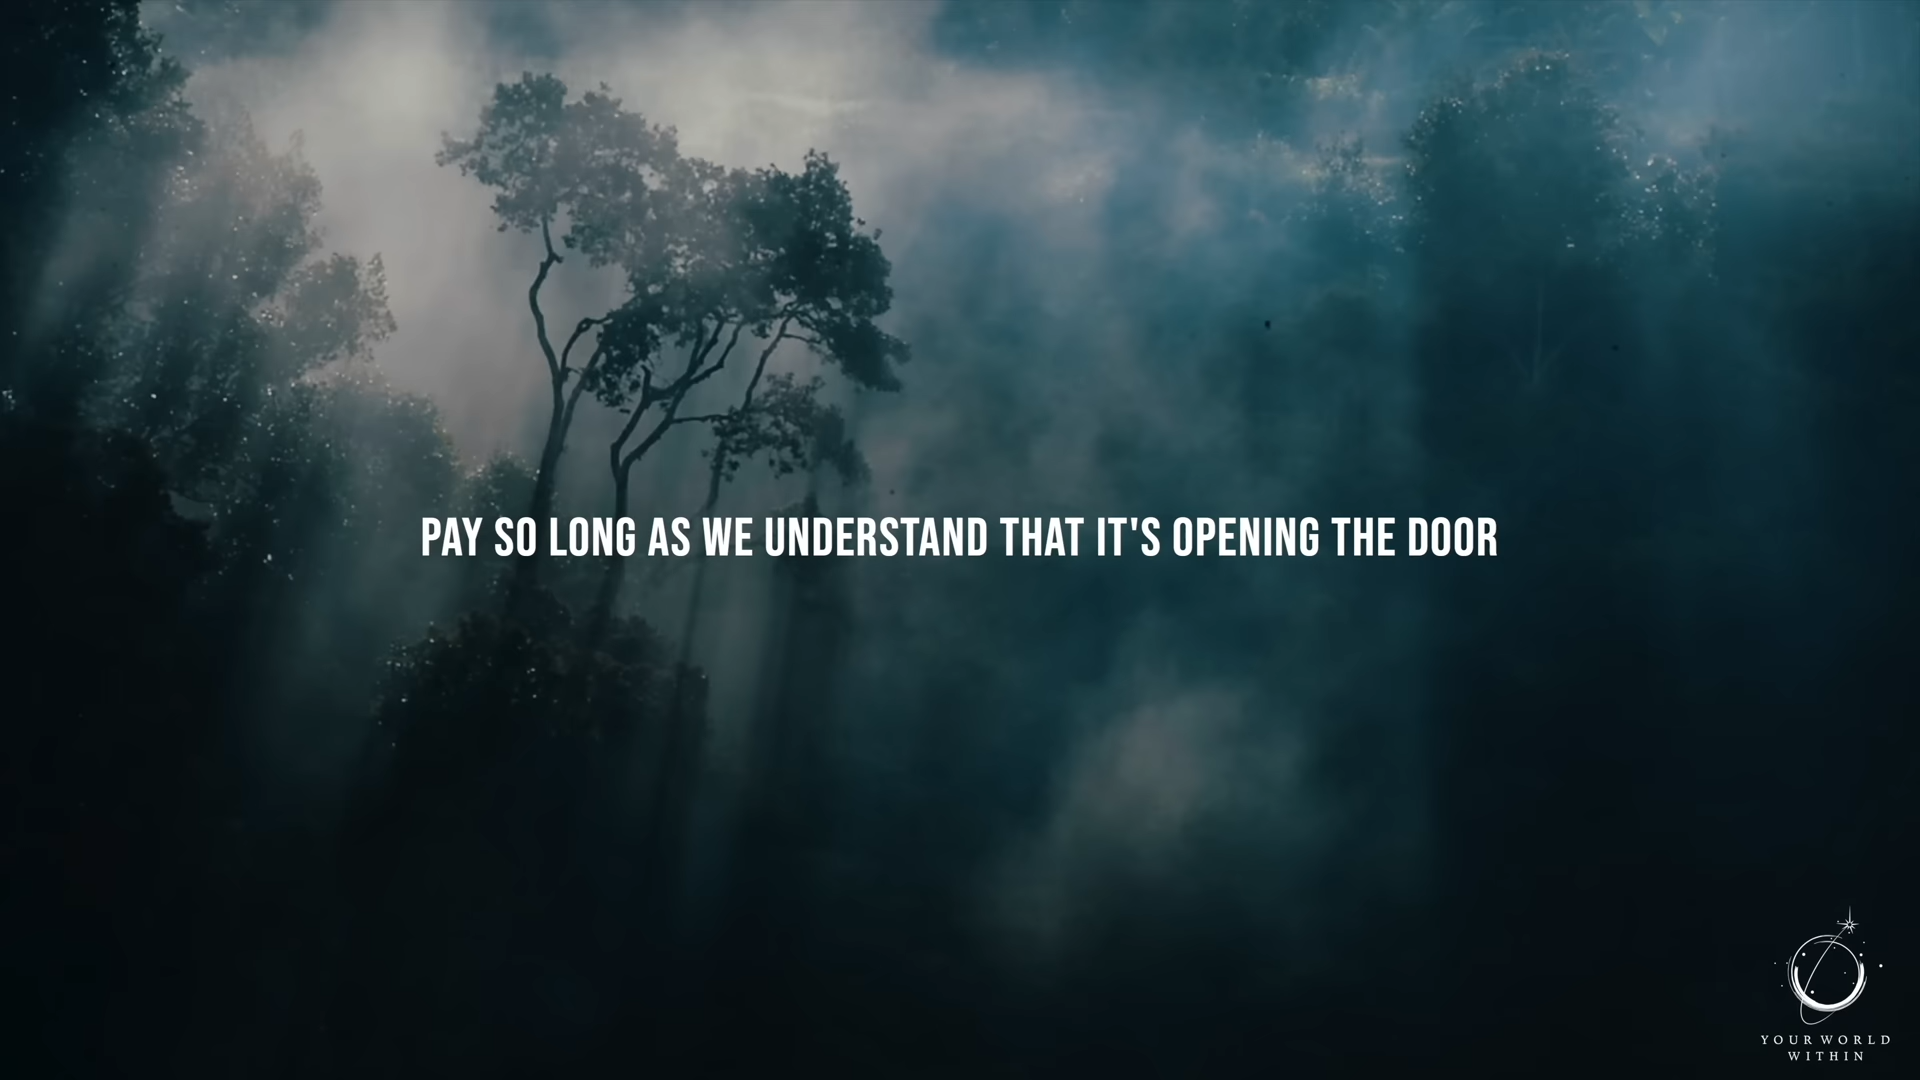 PAY SO LONG AS WE UNDERSTAND THAT IT'S OPENING THE DOOR
YOUR WORLD
WITHIN